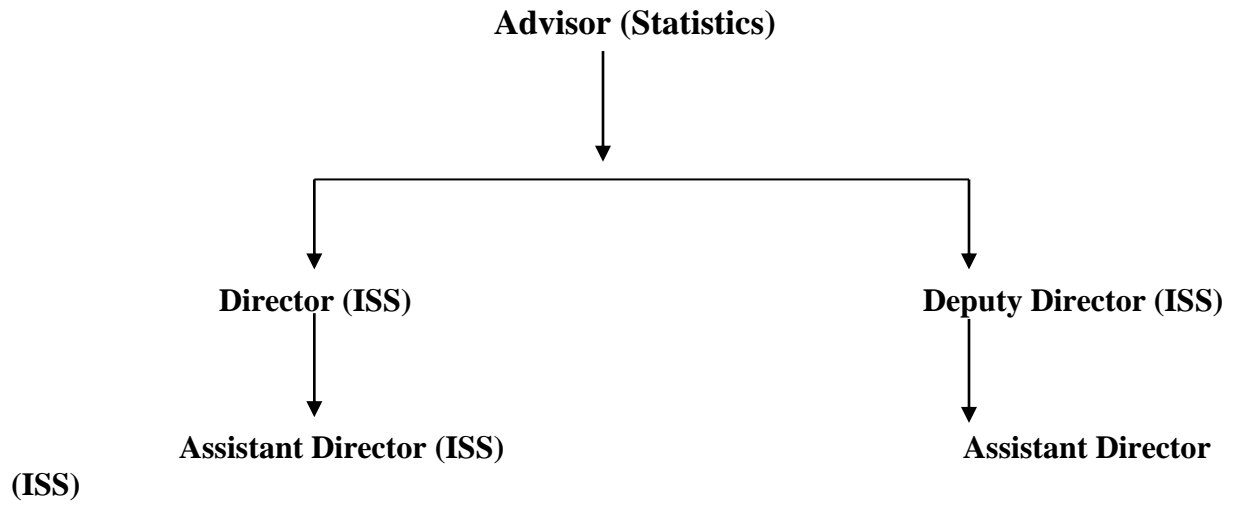 Advisor (Statistics)
Director (ISS) Deputy Director (ISS)
Assistant Director (ISS) Assistant Director
(ISS)